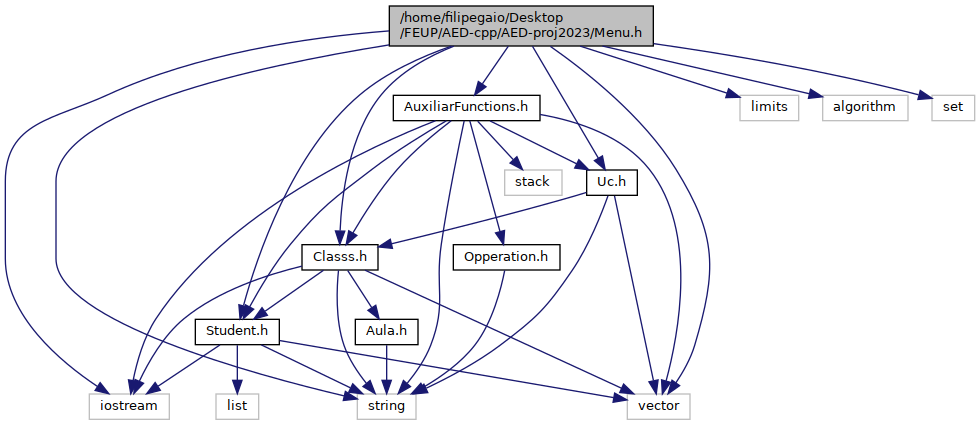 /home/filipegaio/Desktop
/FEUP/AED-cpp/AED-proj2023/Menu.h
AuxiliarFunctions.h
limits
algorithm
set
stack
Uc.h
Classs.h
Opperation.h
Student.h
Aula.h
iostream
list
string
vector